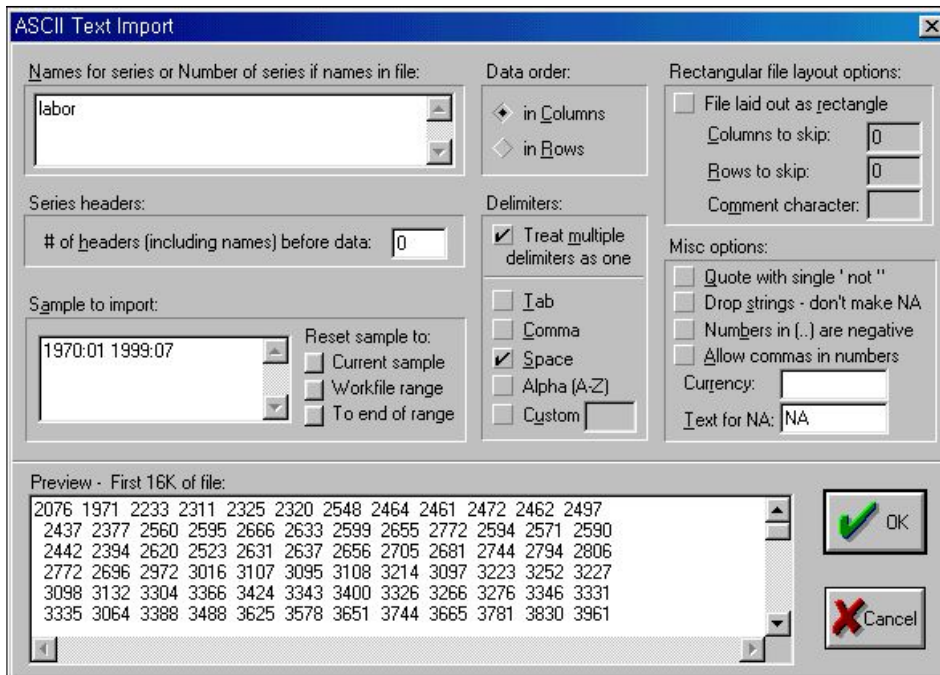 ASCII Text Import
Names for series or Number of series if names in file:
labor
Series headers:
# of headers (including names) before data: 0
Sample to import:
1970:01 1999:07
Reset sample to:
Current sample
Workfile range
To end of range
Data order:
in Columns
in Rows
Delimiters:
Treat multiple
delimiters as one
Tab
Comma
Space
Alpha (A-Z)
Custom
Rectangular file layout options:
File laid out as rectangle
Columns to skip: 0
Rows to skip: 0
Comment character:
Misc options:
Quote with single ' not "
Drop strings - don't make NA
Numbers in (..) are negative
Allow commas in numbers
Currency:
Text for NA: NA
Preview - First 16K of file:
2076 1971 2233 2311 2325 2320 2548 2464 2461 2472 2462 2497
2437 2377 2560 2595 2666 2633 2599 2655 2772 2594 2571 2590
2442 2394 2620 2523 2631 2637 2656 2705 2681 2744 2794 2806
2772 2696 2972 3016 3107 3095 3108 3214 3097 3223 3252 3227
3098 3132 3304 3366 3424 3343 3400 3326 3266 3276 3346 3331
3335 3064 3388 3488 3625 3578 3651 3744 3665 3781 3830 3961
OK
Cancel